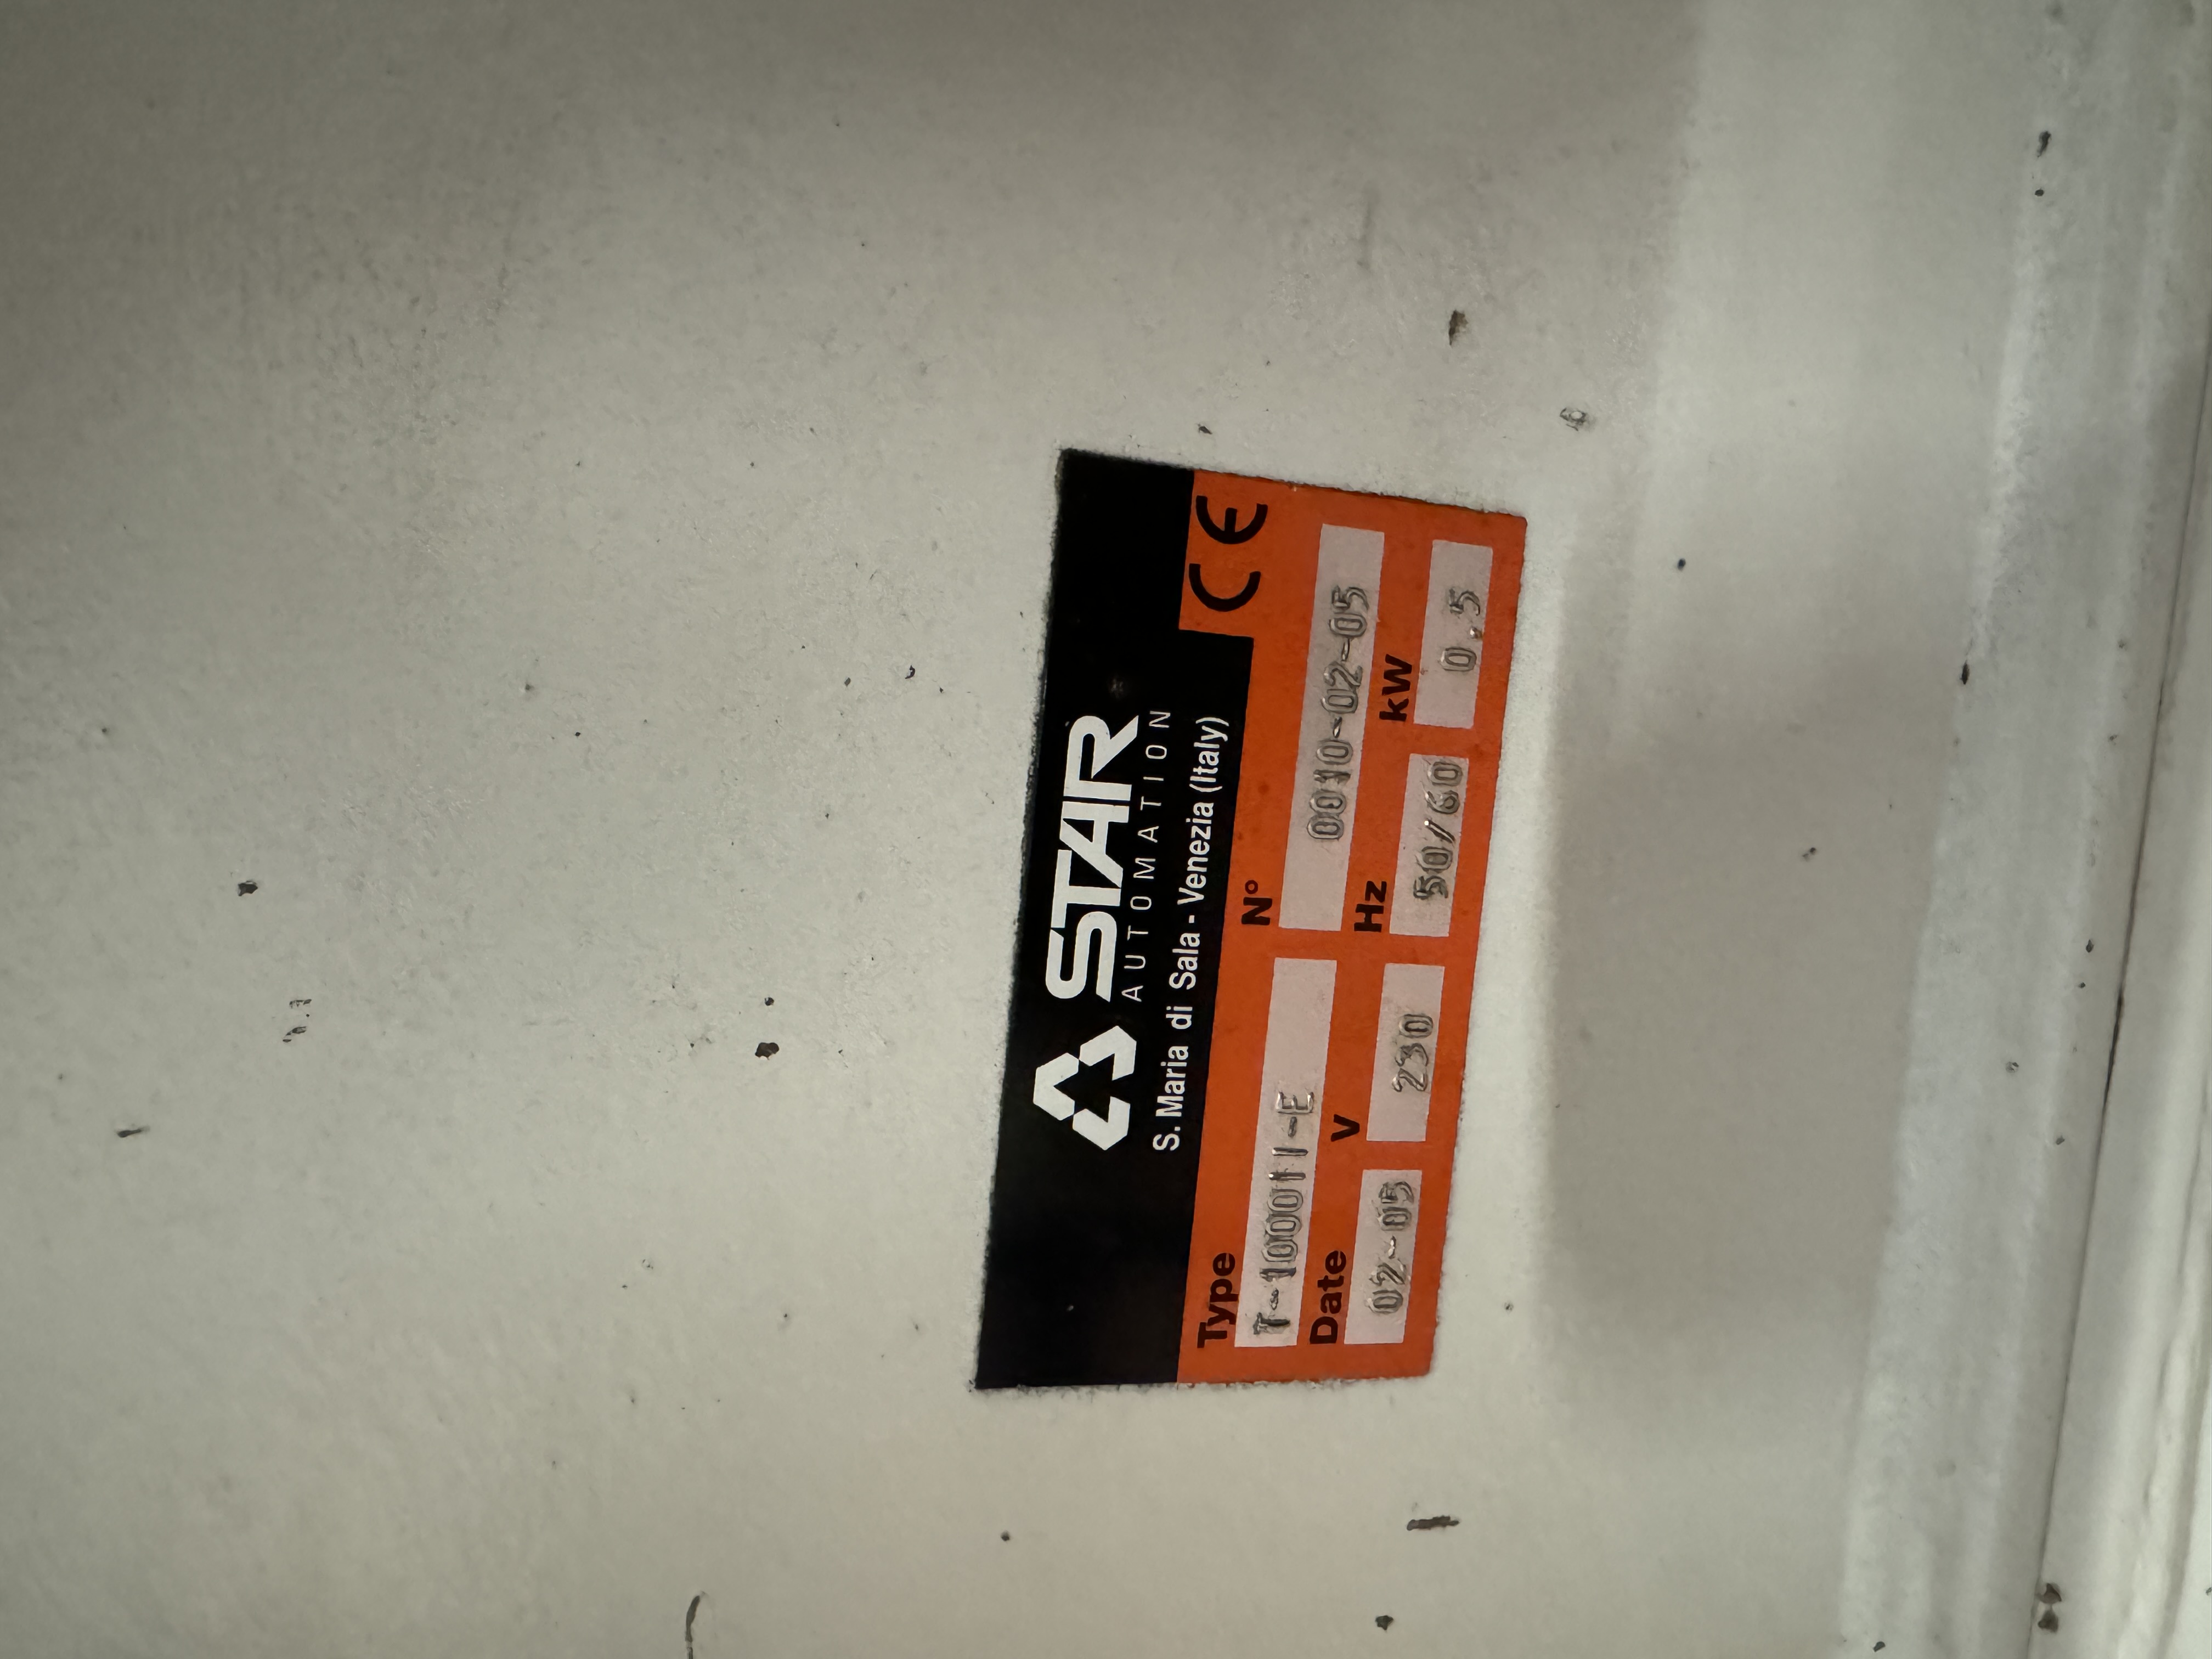 STAR
AUTOMATION
S. Maria di Sala - Venezia (Italy)
CE
Type N°
T-10001I-E 0010-02-05
Date V Hz kW
02-05 230 50/60 0.5